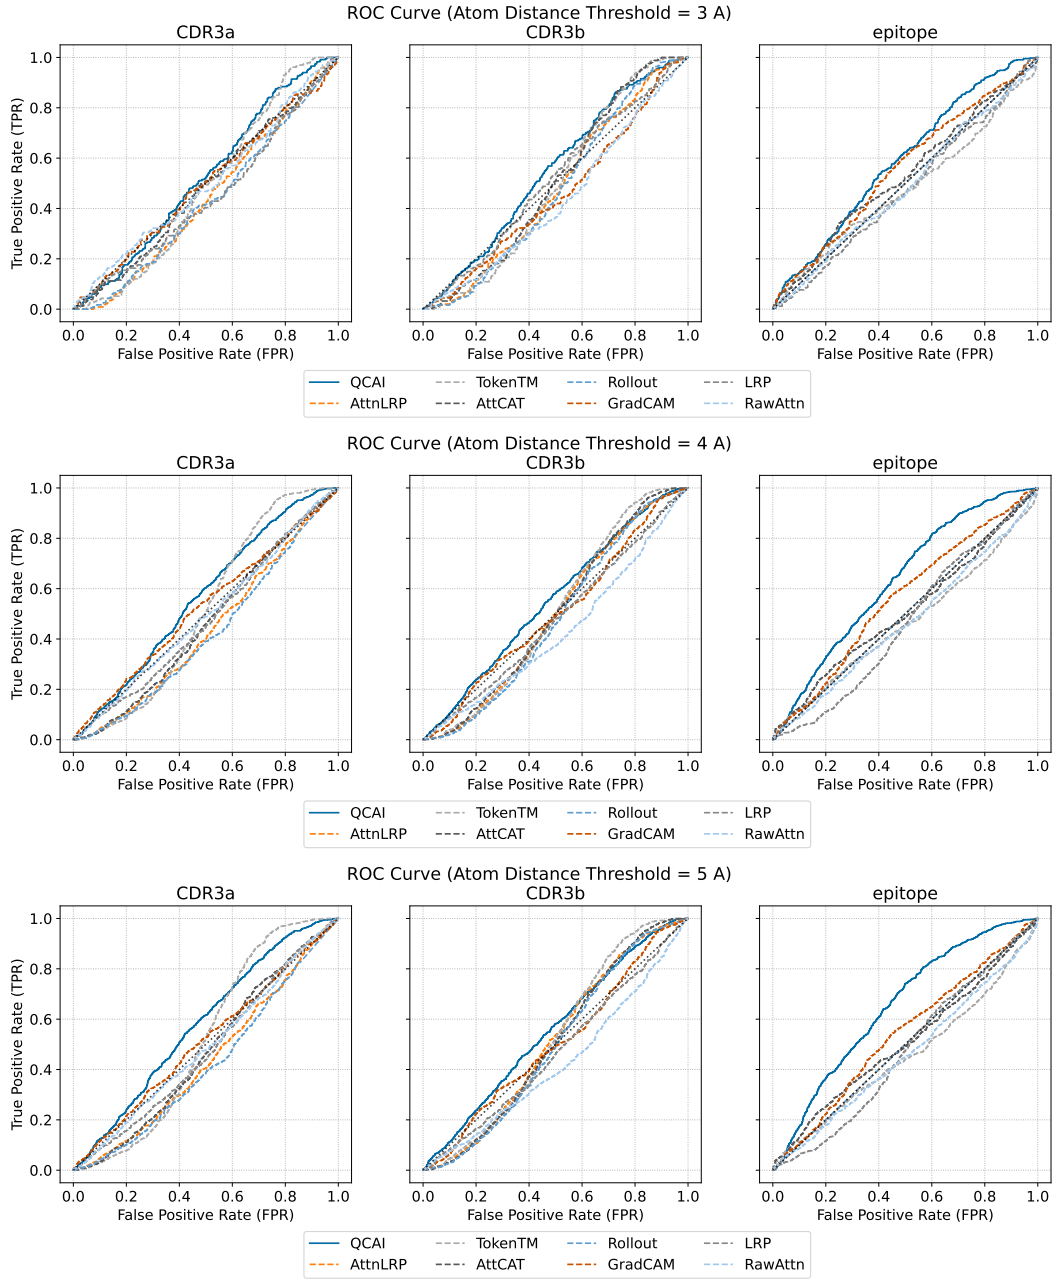 ROC Curve (Atom Distance Threshold = 3 A)
CDR3a CDR3b epitope
1.0
0.8
0.6
0.4
0.2
0.0
True Positive Rate (TPR)
0.0 0.2 0.4 0.6 0.8 1.0 0.0 0.2 0.4 0.6 0.8 1.0 0.0 0.2 0.4 0.6 0.8 1.0
False Positive Rate (FPR) False Positive Rate (FPR) False Positive Rate (FPR)
QCAI TokenTM Rollout LRP
AttnLRP AttCAT GradCAM RawAttn
ROC Curve (Atom Distance Threshold = 4 A)
CDR3a CDR3b epitope
1.0
0.8
0.6
0.4
0.2
0.0
True Positive Rate (TPR)
0.0 0.2 0.4 0.6 0.8 1.0 0.0 0.2 0.4 0.6 0.8 1.0 0.0 0.2 0.4 0.6 0.8 1.0
False Positive Rate (FPR) False Positive Rate (FPR) False Positive Rate (FPR)
QCAI TokenTM Rollout LRP
AttnLRP AttCAT GradCAM RawAttn
ROC Curve (Atom Distance Threshold = 5 A)
CDR3a CDR3b epitope
1.0
0.8
0.6
0.4
0.2
0.0
True Positive Rate (TPR)
0.0 0.2 0.4 0.6 0.8 1.0 0.0 0.2 0.4 0.6 0.8 1.0 0.0 0.2 0.4 0.6 0.8 1.0
False Positive Rate (FPR) False Positive Rate (FPR) False Positive Rate (FPR)
QCAI TokenTM Rollout LRP
AttnLRP AttCAT GradCAM RawAttn